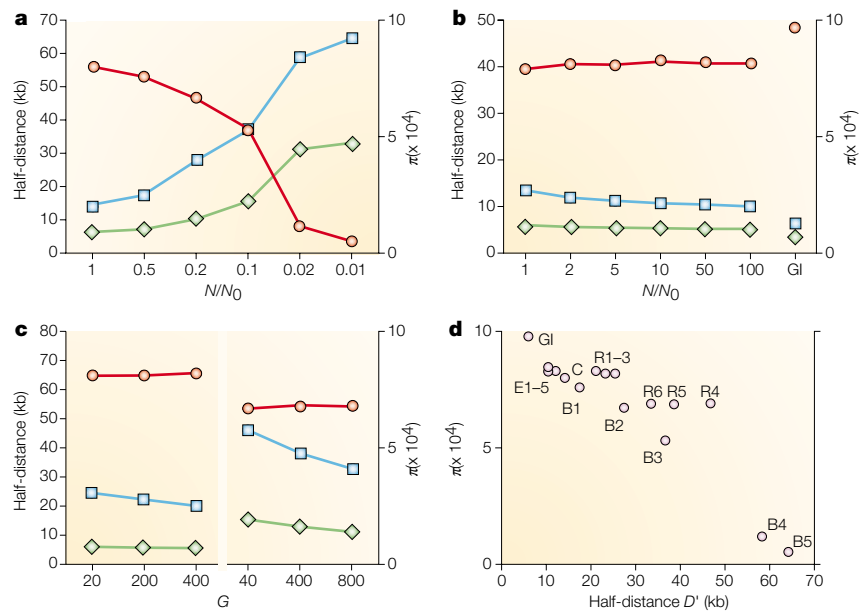 a
70
60
50
40
30
20
10
0
Half-distance (kb)
10
5
0
π(x 10⁴)
1 0.5 0.2 0.1 0.02 0.01
N/N₀
b
50
40
30
20
10
0
Half-distance (kb)
10
5
0
π(x 10⁴)
1 2 5 10 50 100 GI
N/N₀
c
80
70
60
50
40
30
20
10
0
Half-distance (kb)
10
5
0
π(x 10⁴)
20 200 400 40 400 800
G
d
10
5
0
π(x 10⁴)
GI
E1–5
C
R1–3
B1
B2
R6 R5 R4
B3
B4
B5
0 10 20 30 40 50 60 70
Half-distance D' (kb)